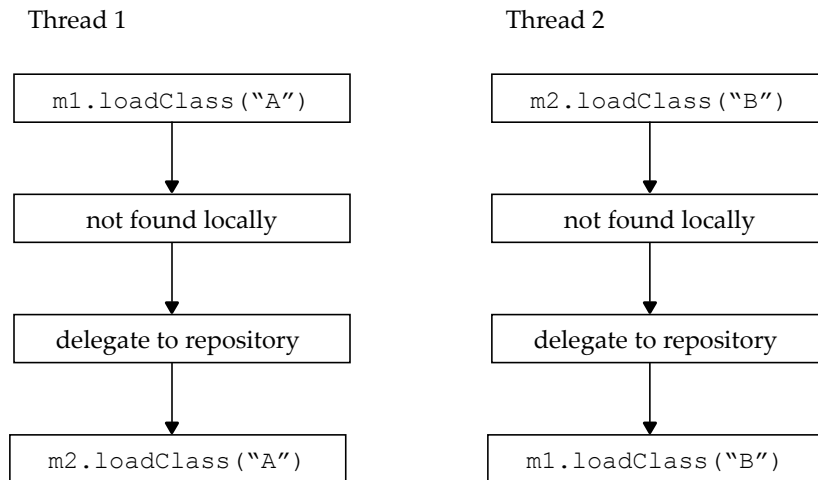 Thread 1
m1.loadClass(“A”)
not found locally
delegate to repository
m2.loadClass(“A”)
Thread 2
m2.loadClass(“B”)
not found locally
delegate to repository
m1.loadClass(“B”)